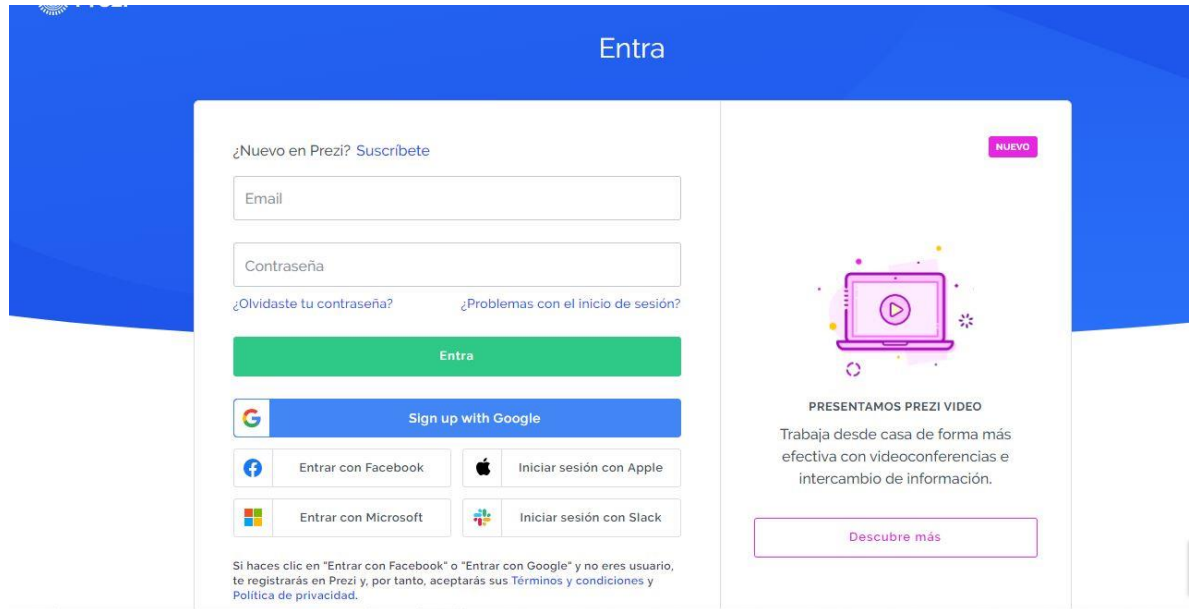 Entra
¿Nuevo en Prezi? Suscríbete
Email
Contraseña
¿Olvidaste tu contraseña? ¿Problemas con el inicio de sesión?
Entra
Sign up with Google
Entrar con Facebook
Iniciar sesión con Apple
Entrar con Microsoft
Iniciar sesión con Slack
Si haces clic en "Entrar con Facebook" o "Entrar con Google" y no eres usuario,
te registrarás en Prezi y, por tanto, aceptarás sus Términos y condiciones y
Política de privacidad.
NUEVO
PRESENTAMOS PREZI VIDEO
Trabaja desde casa de forma más
efectiva con videoconferencias e
intercambio de información.
Descubre más